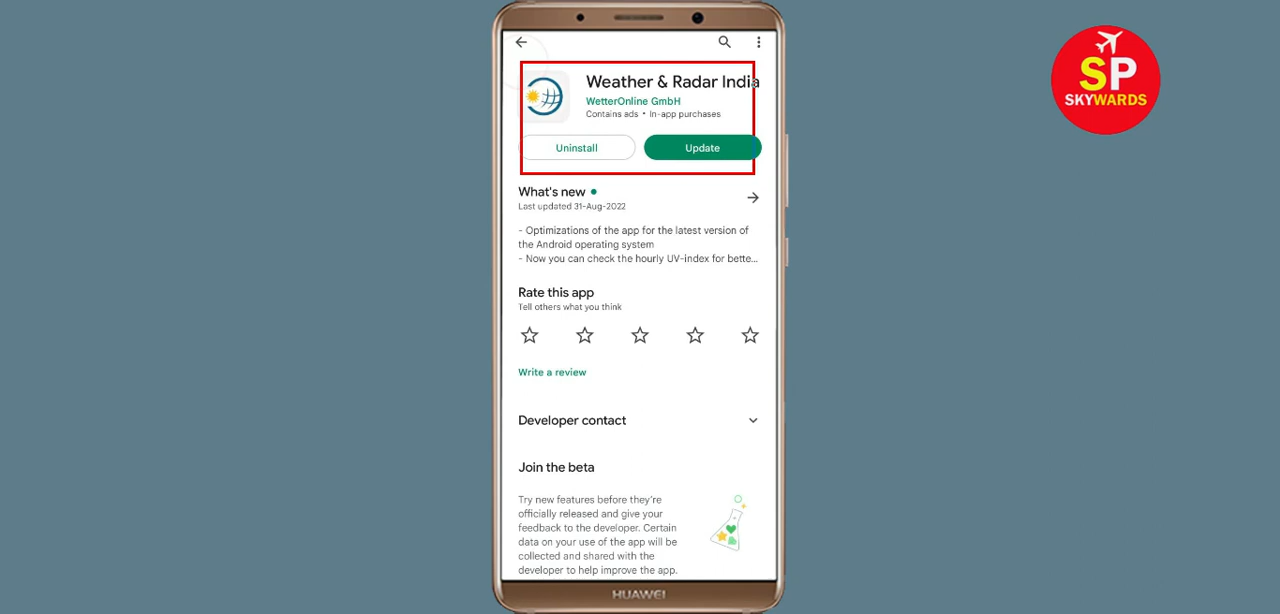 Weather & Radar India
WetterOnline GmbH
Contains ads • In-app purchases
Uninstall
Update
What's new
Last updated 31-Aug-2022
- Optimizations of the app for the latest version of
the Android operating system
- Now you can check the hourly UV-index for bette...
Rate this app
Tell others what you think
Write a review
Developer contact
Join the beta
Try new features before they're
officially released and give your
feedback to the developer. Certain
data on your use of the app will be
collected and shared with the
developer to help improve the app.
HUAWEI
SP
SKYWARDS